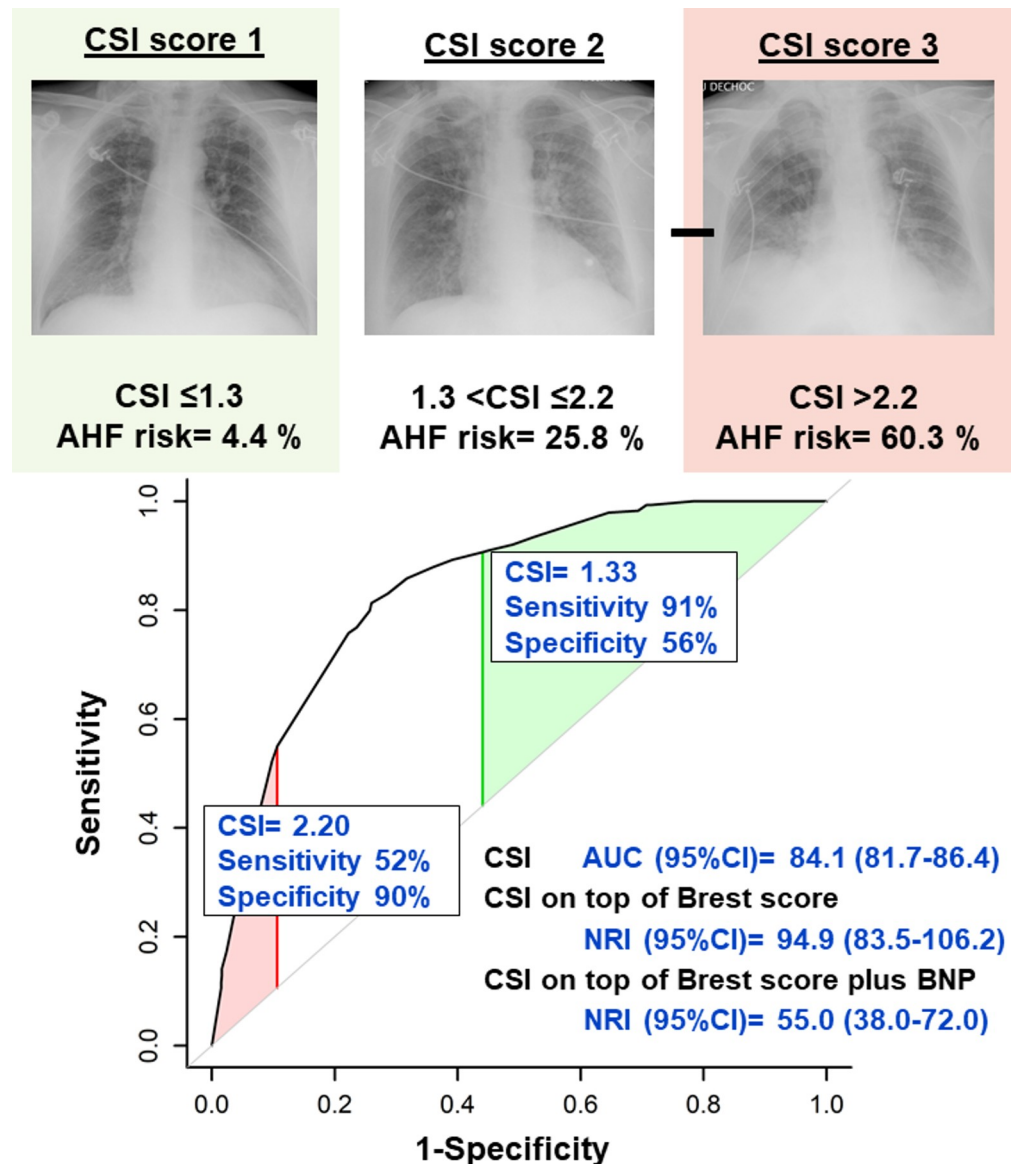 CSI score 1
CSI score 2
CSI score 3
J DECHOC
CSI ≤1.3
AHF risk= 4.4 %
1.3 <CSI ≤2.2
AHF risk= 25.8 %
CSI >2.2
AHF risk= 60.3 %
Sensitivity
1.0
0.8
0.6
0.4
0.2
0.0
CSI= 1.33
Sensitivity 91%
Specificity 56%
CSI= 2.20
Sensitivity 52%
Specificity 90%
CSI AUC (95%CI)= 84.1 (81.7-86.4)
CSI on top of Brest score
NRI (95%CI)= 94.9 (83.5-106.2)
CSI on top of Brest score plus BNP
NRI (95%CI)= 55.0 (38.0-72.0)
0.0 0.2 0.4 0.6 0.8 1.0
1-Specificity